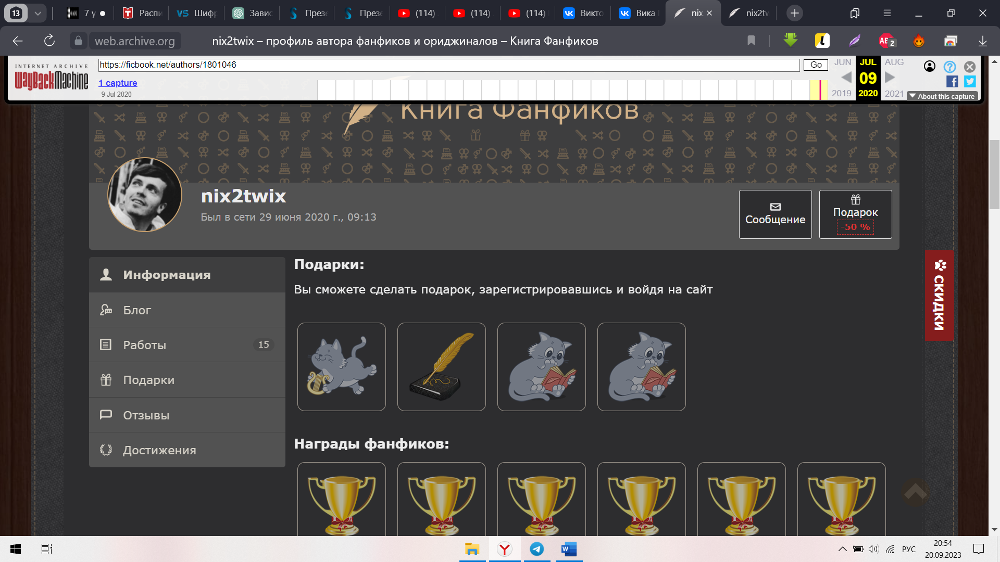 13
7 у
Распи
VS Шифр
Завис
Презе
Презе
(114)
(114)
(114)
Викто
Вика
nix
nix2tw
web.archive.org
nix2twix – профиль автора фанфиков и ориджиналов – Книга Фанфиков
2
INTERNET ARCHIVE
WayBackMachine
https://ficbook.net/authors/1801046
Go
JUN
JUL
AUG
1 capture
9 Jul 2020
09
2019
2020
2021
About this capture
Книга Фанфиков
nix2twix
Был в сети 29 июня 2020 г., 09:13
Сообщение
Подарок
-50 %
Информация
Блог
Работы
15
Подарки
Отзывы
Достижения
Подарки:
Вы сможете сделать подарок, зарегистрировавшись и войдя на сайт
Награды фанфиков:
СКИДКИ
РУС
20:54
20.09.2023